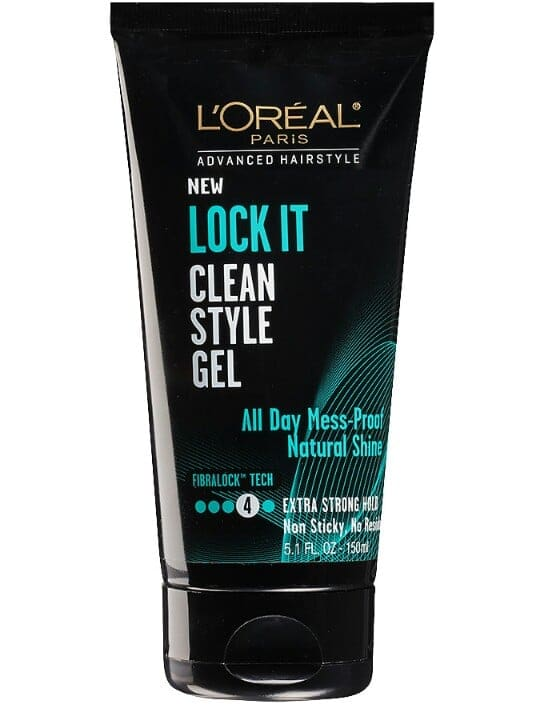 L'ORÉAL®
PARIS
ADVANCED HAIRSTYLE
NEW
LOCK IT
CLEAN
STYLE
GEL
All Day Mess-Proof
Natural Shine
FIBRALOCK™ TECH
4
EXTRA STRONG HOLD
Non Sticky, No
5.1 FL. OZ - 150ml